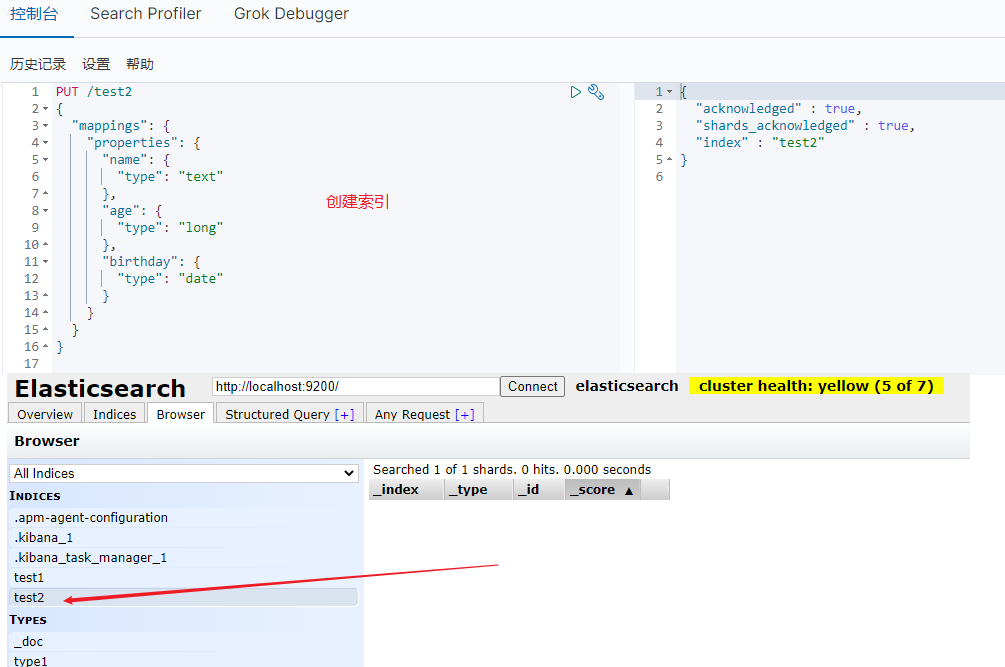 控制台 Search Profiler Grok Debugger
历史记录 设置 帮助
1 PUT /test2
2 {
3 "mappings": {
4 "properties": {
5 "name": {
6 "type": "text"
7 },
8 "age": {
9 "type": "long"
10 },
11 "birthday": {
12 "type": "date"
13 }
14 }
15 }
16 }
17
创建索引
1 {
2 "acknowledged" : true,
3 "shards_acknowledged" : true,
4 "index" : "test2"
5 }
6
Elasticsearch http://localhost:9200/ Connect elasticsearch cluster health: yellow (5 of 7)
Overview Indices Browser Structured Query [+] Any Request [+]
Browser
All Indices
INDICES
.apm-agent-configuration
.kibana_1
.kibana_task_manager_1
test1
test2
TYPES
_doc
type1
Searched 1 of 1 shards. 0 hits. 0.000 seconds
_index _type _id _score ▲